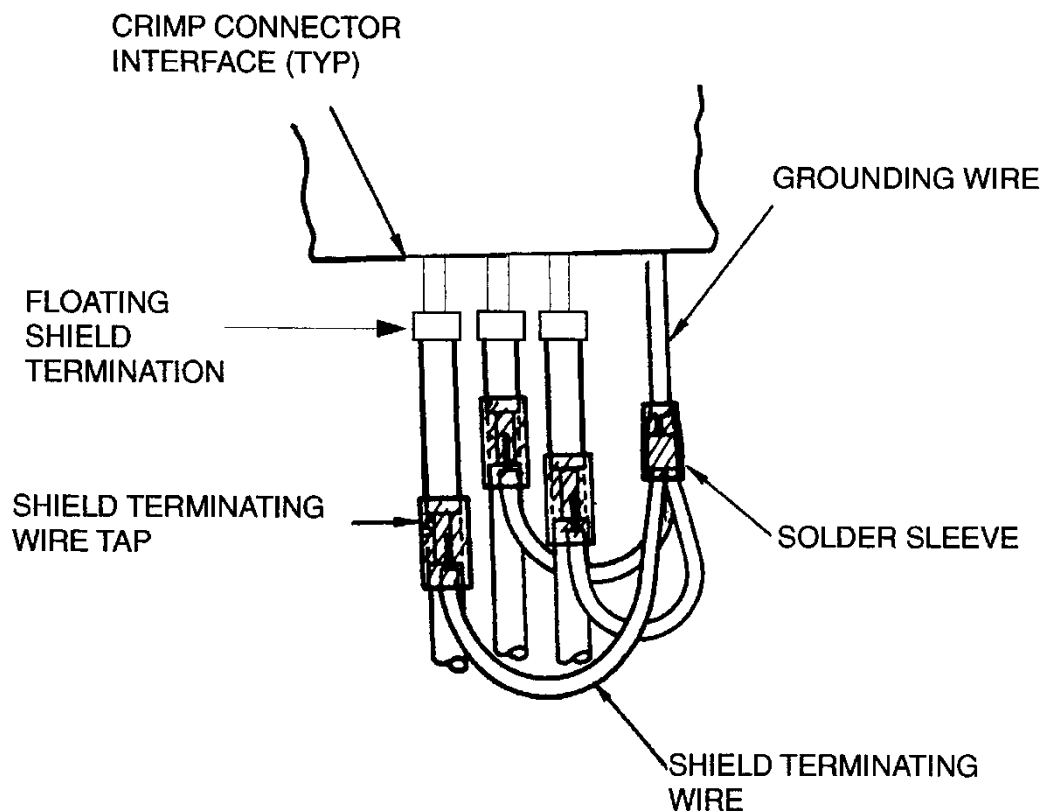 CRIMP CONNECTOR
INTERFACE (TYP)
GROUNDING WIRE
FLOATING
SHIELD
TERMINATION
SHIELD TERMINATING
WIRE TAP
SOLDER SLEEVE
SHIELD TERMINATING
WIRE